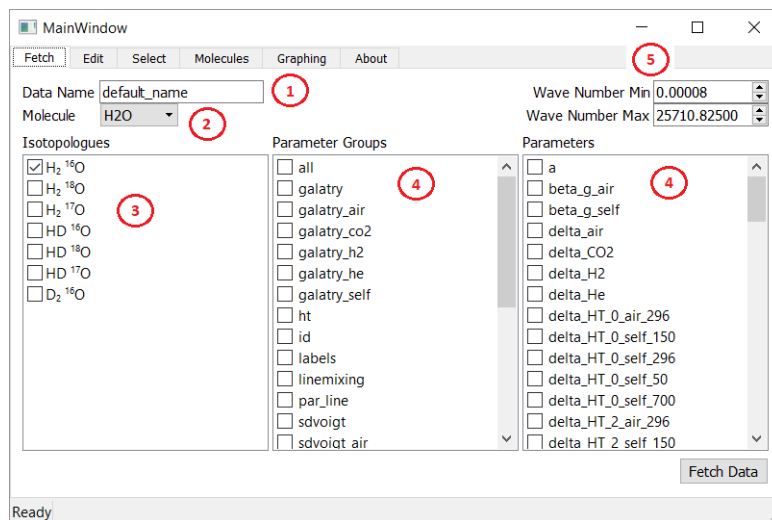 MainWindow
Fetch Edit Select Molecules Graphing About
5
Data Name default_name
1
Wave Number Min 0.00008
Molecule H2O
2
Wave Number Max 25710.82500
Isotopologues
H₂ ¹⁶O
H₂ ¹⁸O
H₂ ¹⁷O
HD ¹⁶O
HD ¹⁸O
HD ¹⁷O
D₂ ¹⁶O
3
Parameter Groups
all
galatry
galatry_air
galatry_co2
galatry_h2
galatry_he
galatry_self
ht
id
labels
linemixing
par_line
sdvoigt
sdvoigt_air
4
Parameters
a
beta_g_air
beta_g_self
delta_air
delta_CO2
delta_H2
delta_He
delta_HT_0_air_296
delta_HT_0_self_150
delta_HT_0_self_296
delta_HT_0_self_50
delta_HT_0_self_700
delta_HT_2_air_296
delta_HT_2_self_150
4
Fetch Data
Ready